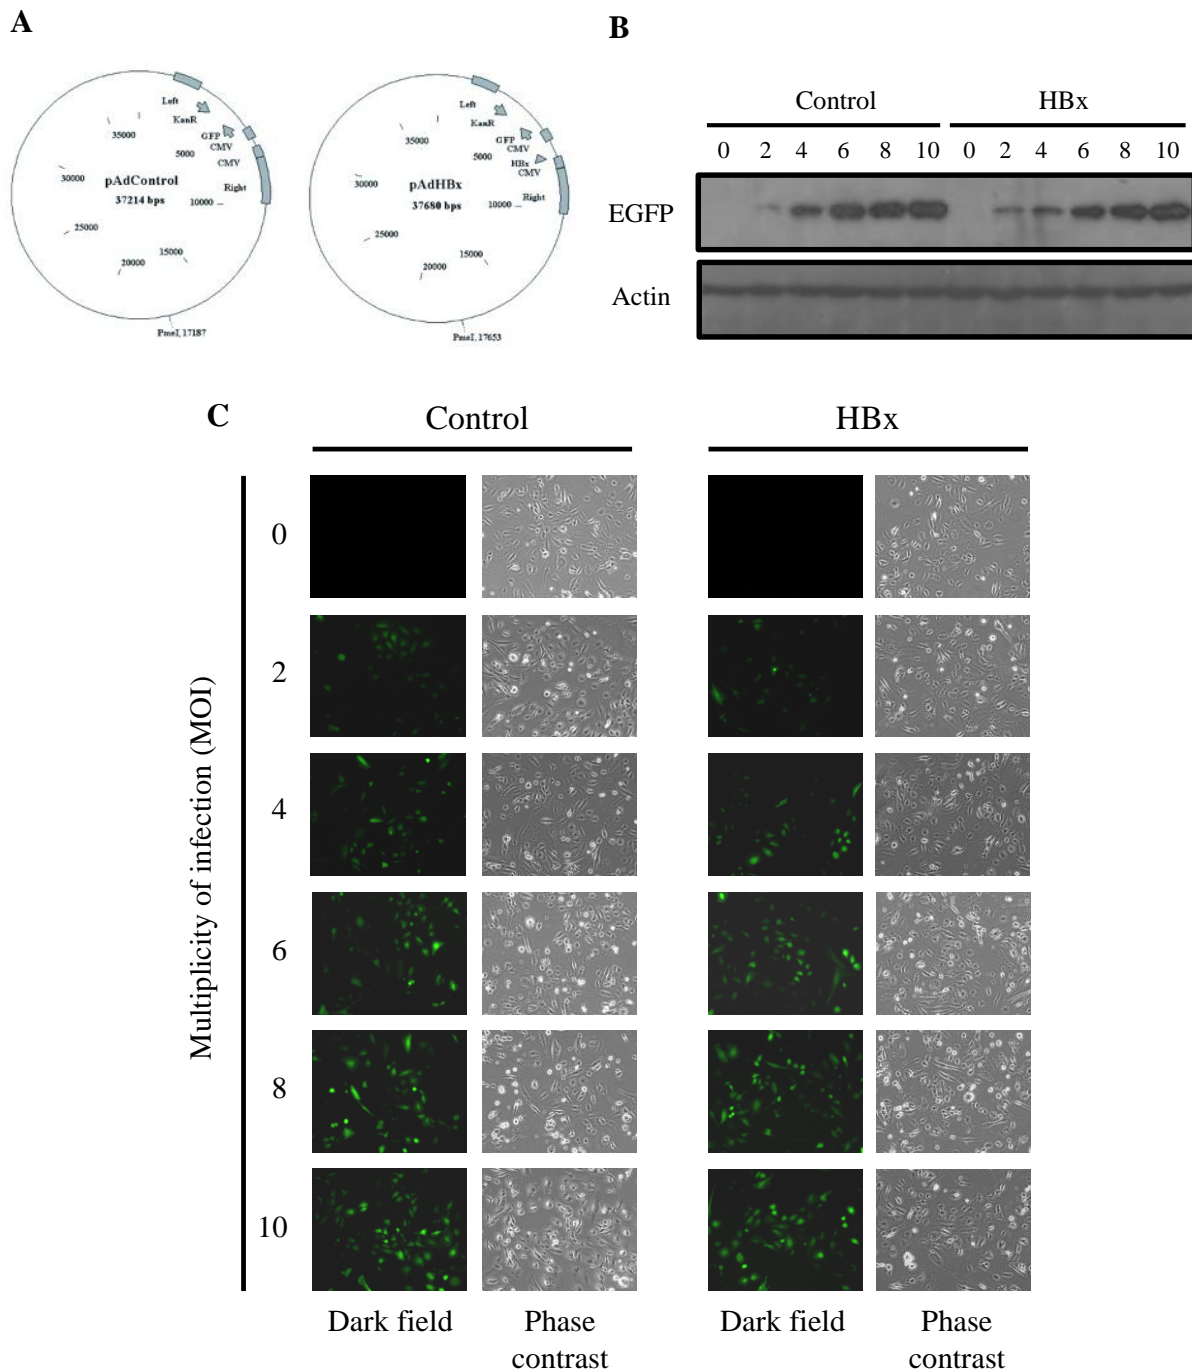 A
B
Left
KanR
GFP
CMV
CMV
Right
35000
5000
30000
pAdControl
37214 bps
10000
25000
20000
15000
PmeI, 17187
Left
KanR
GFP
CMV
HBx
CMV
Right
35000
5000
30000
pAdHBx
37680 bps
10000
25000
20000
15000
PmeI, 17653
Control HBx
0 2 4 6 8 10 0 2 4 6 8 10
EGFP
Actin
C
Control HBx
Multiplicity of infection (MOI)
0
2
4
6
8
10
Dark field Phase contrast Dark field Phase contrast